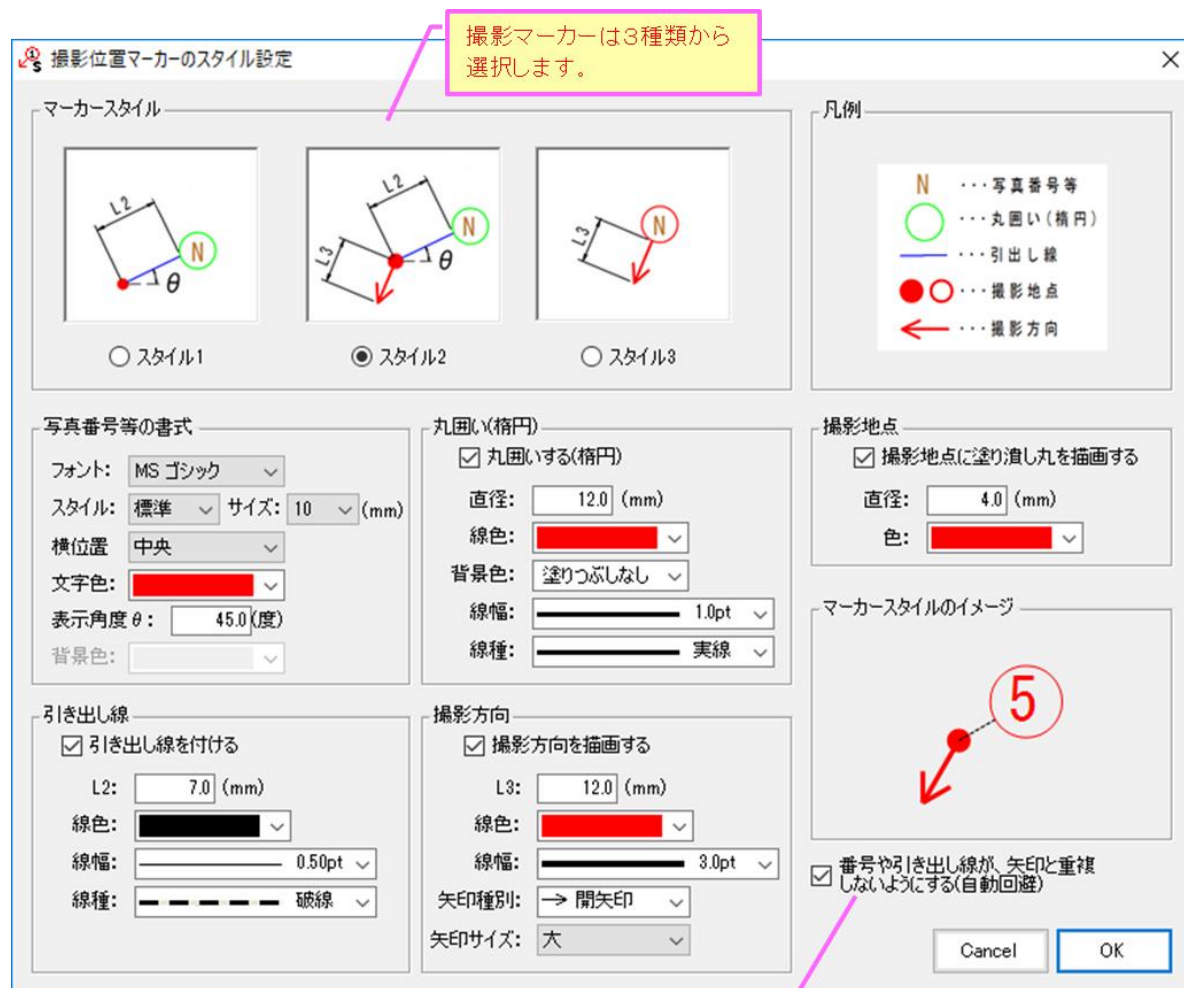 撮影マーカーは3種類から
選択します。
撮影位置マーカーのスタイル設定
マーカースタイル
L2
N
θ
L2
N
L3
θ
N
L3
スタイル1
スタイル2
スタイル3
凡例
N ・・・写真番号等
・・・丸囲い(楕円)
・・・引出し線
・・・撮影地点
・・・撮影方向
写真番号等の書式
フォント: MS ゴシック
スタイル: 標準 サイズ: 10 (mm)
横位置 中央
文字色:
表示角度θ: 45.0 (度)
背景色:
丸囲い(楕円)
丸囲いする(楕円)
直径: 12.0 (mm)
線色:
背景色: 塗りつぶしなし
線幅: 1.0pt
線種: 実線
撮影地点
撮影地点に塗り潰し丸を描画する
直径: 4.0 (mm)
色:
マーカースタイルのイメージ
5
引き出し線
引き出し線を付ける
L2: 7.0 (mm)
線色:
線幅: 0.50pt
線種: 破線
撮影方向
撮影方向を描画する
L3: 12.0 (mm)
線色:
線幅: 3.0pt
矢印種別: 開矢印
矢印サイズ: 大
番号や引き出し線が、矢印と重複
しないようにする(自動回避)
Cancel OK